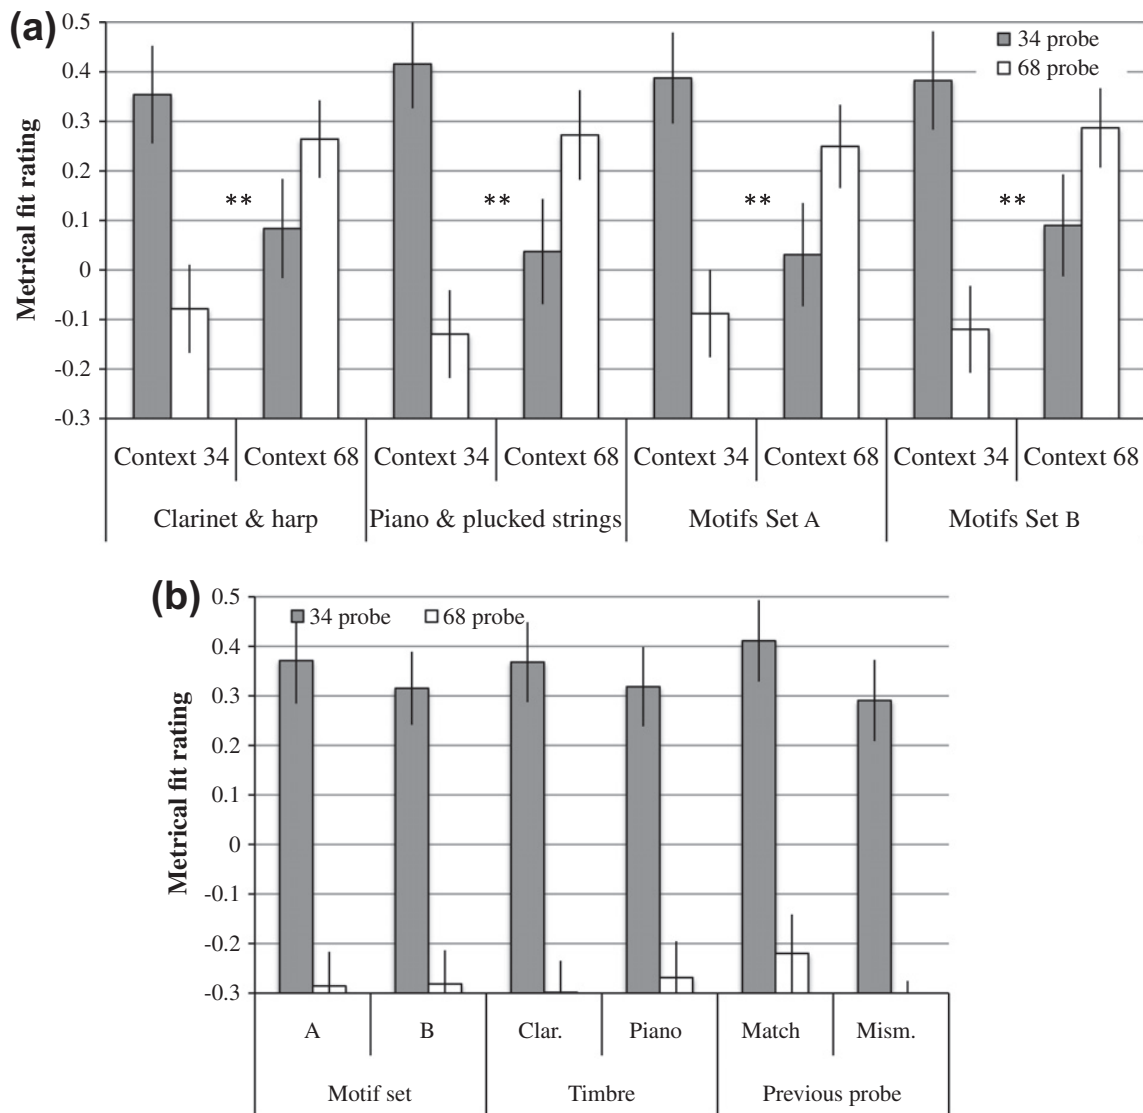 (a)
Metrical fit rating
0.5
0.4
0.3
0.2
0.1
0
-0.1
-0.2
-0.3
34 probe
68 probe
** ** ** **
Context 34 Context 68 Context 34 Context 68 Context 34 Context 68 Context 34 Context 68
Clarinet & harp Piano & plucked strings Motifs Set A Motifs Set B
(b)
Metrical fit rating
0.5
0.4
0.3
0.2
0.1
0
-0.1
-0.2
-0.3
34 probe 68 probe
A B Clar. Piano Match Mism.
Motif set Timbre Previous probe